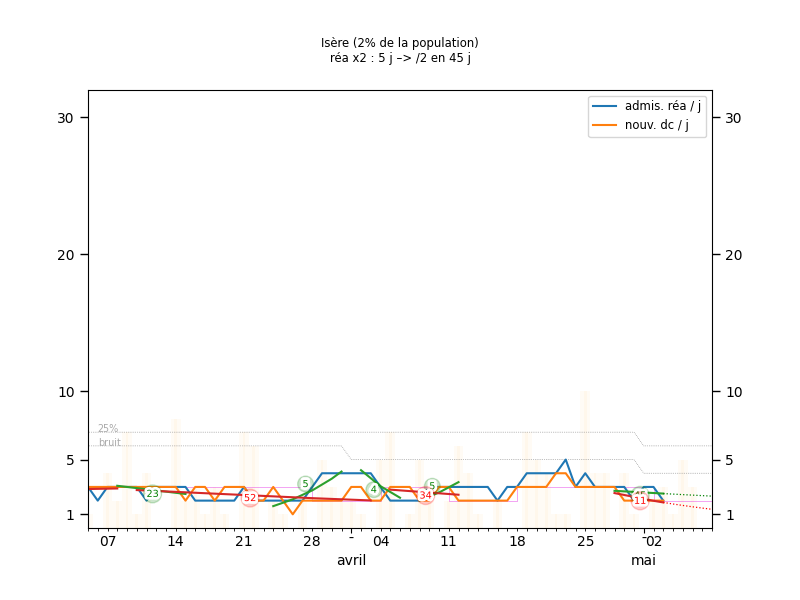 Isère (2% de la population)
réa x2 : 5 j –> /2 en 45 j
admis. réa / j
nouv. dc / j
30 30
20 20
10 10
25%
bruit
5 5
5 4 5
23 52 34 11
1 1
07 14 21 28 - 04 11 18 25 - 02
avril mai